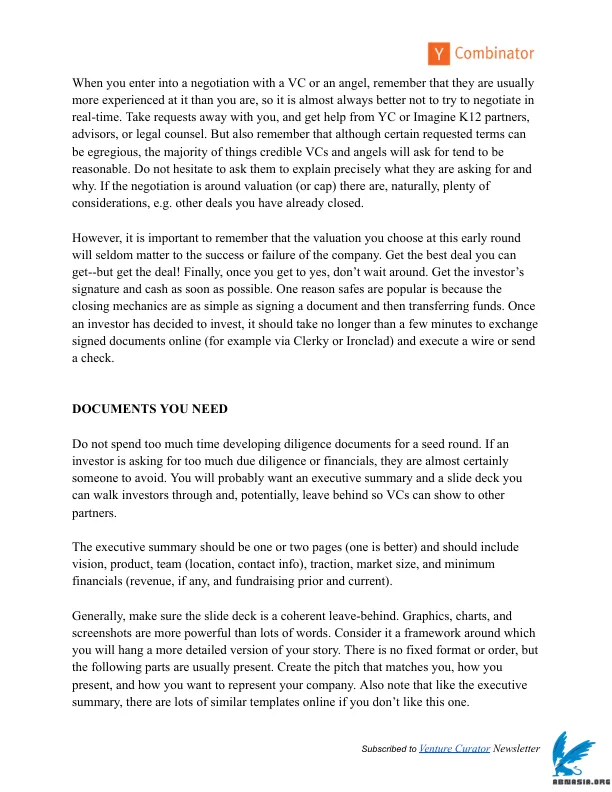 Y Combinator
When you enter into a negotiation with a VC or an angel, remember that they are usually
more experienced at it than you are, so it is almost always better not to try to negotiate in
real-time. Take requests away with you, and get help from YC or Imagine K12 partners,
advisors, or legal counsel. But also remember that although certain requested terms can
be egregious, the majority of things credible VCs and angels will ask for tend to be
reasonable. Do not hesitate to ask them to explain precisely what they are asking for and
why. If the negotiation is around valuation (or cap) there are, naturally, plenty of
considerations, e.g. other deals you have already closed.
However, it is important to remember that the valuation you choose at this early round
will seldom matter to the success or failure of the company. Get the best deal you can
get--but get the deal! Finally, once you get to yes, don’t wait around. Get the investor’s
signature and cash as soon as possible. One reason safes are popular is because the
closing mechanics are as simple as signing a document and then transferring funds. Once
an investor has decided to invest, it should take no longer than a few minutes to exchange
signed documents online (for example via Clerky or Ironclad) and execute a wire or send
a check.
DOCUMENTS YOU NEED
Do not spend too much time developing diligence documents for a seed round. If an
investor is asking for too much due diligence or financials, they are almost certainly
someone to avoid. You will probably want an executive summary and a slide deck you
can walk investors through and, potentially, leave behind so VCs can show to other
partners.
The executive summary should be one or two pages (one is better) and should include
vision, product, team (location, contact info), traction, market size, and minimum
financials (revenue, if any, and fundraising prior and current).
Generally, make sure the slide deck is a coherent leave-behind. Graphics, charts, and
screenshots are more powerful than lots of words. Consider it a framework around which
you will hang a more detailed version of your story. There is no fixed format or order, but
the following parts are usually present. Create the pitch that matches you, how you
present, and how you want to represent your company. Also note that like the executive
summary, there are lots of similar templates online if you don’t like this one.
Subscribed to Venture Curator Newsletter
ABNASIA.ORG